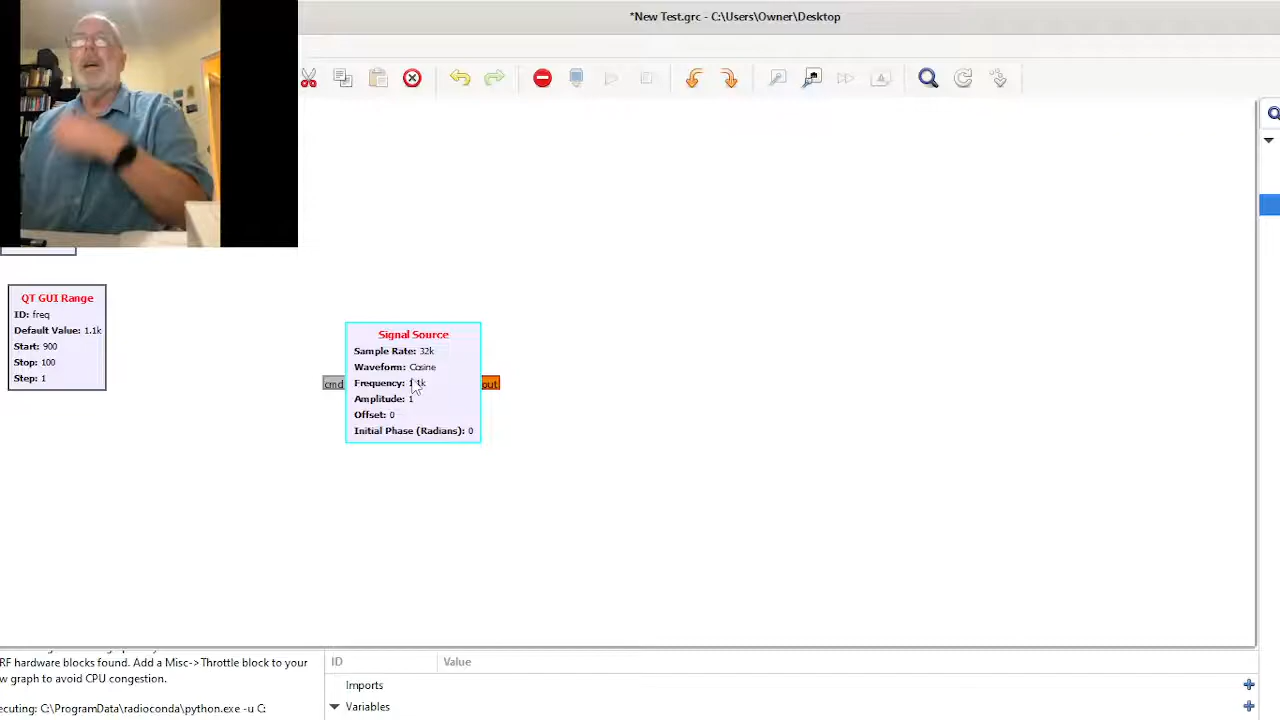 *New Test.grc - C:\Users\Owner\Desktop
QT GUI Range
ID: freq
Default Value: 1.1k
Start: 900
Stop: 100
Step: 1
Signal Source
Sample Rate: 32k
Waveform: Cosine
cmd
Frequency: 1.1k
out
Amplitude: 1
Offset: 0
Initial Phase (Radians): 0
RF hardware blocks found. Add a Misc->Throttle block to your
w graph to avoid CPU congestion.
ecuting: C:\ProgramData\radioconda\python.exe -u C:
ID
Value
Imports
Variables